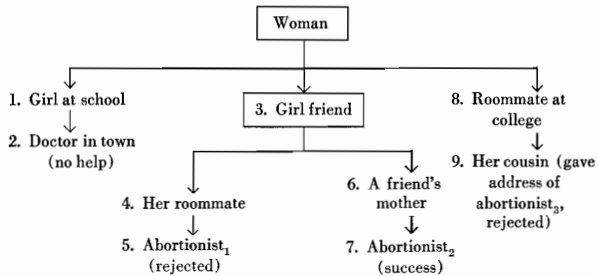 Woman
1. Girl at school
2. Doctor in town
(no help)
3. Girl friend
4. Her roommate
5. Abortionist₁
(rejected)
6. A friend's
mother
7. Abortionist₂
(success)
8. Roommate at
college
9. Her cousin (gave
address of
abortionist₃,
rejected)